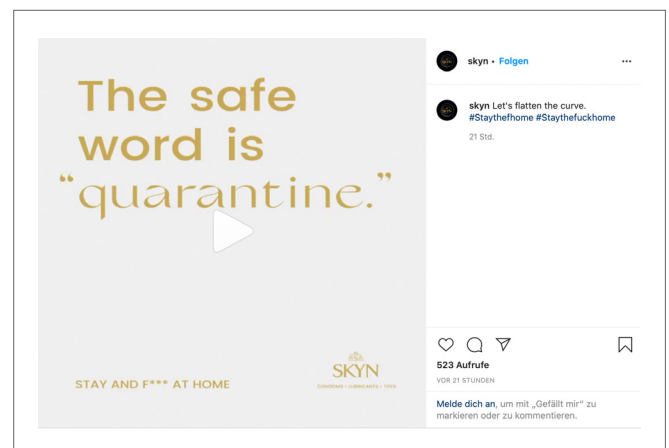 The safe
word is
“quarantine.”
STAY AND F*** AT HOME
SKYN
CONDOMS • LUBRICANTS • TOYS
skyn • Folgen
skyn Let's flatten the curve.
#Staythefhome #Staythefuckhome
21 Std.
523 Aufrufe
VOR 21 STUNDEN
Melde dich an, um mit „Gefällt mir“ zu
markieren oder zu kommentieren.